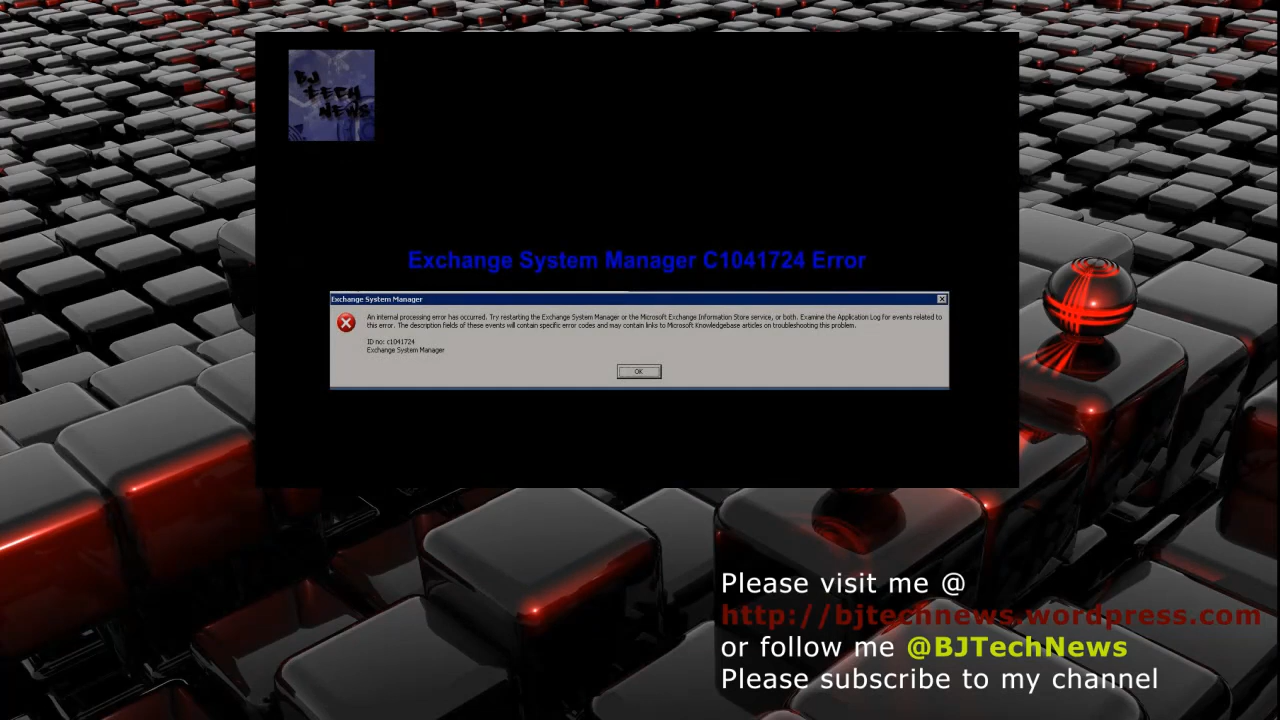 BJ
TECH
NEWS
Exchange System Manager C1041724 Error
Exchange System Manager
An internal processing error has occurred. Try restarting the Exchange System Manager or the Microsoft Exchange Information Store service, or both. Examine the Application Log for events related to
this error. The description fields of these events will contain specific error codes and may contain links to Microsoft Knowledgebase articles on troubleshooting this problem.
ID no: c1041724
Exchange System Manager
OK
Please visit me @
http://bjtechnews.wordpress.com
or follow me @BJTechNews
Please subscribe to my channel